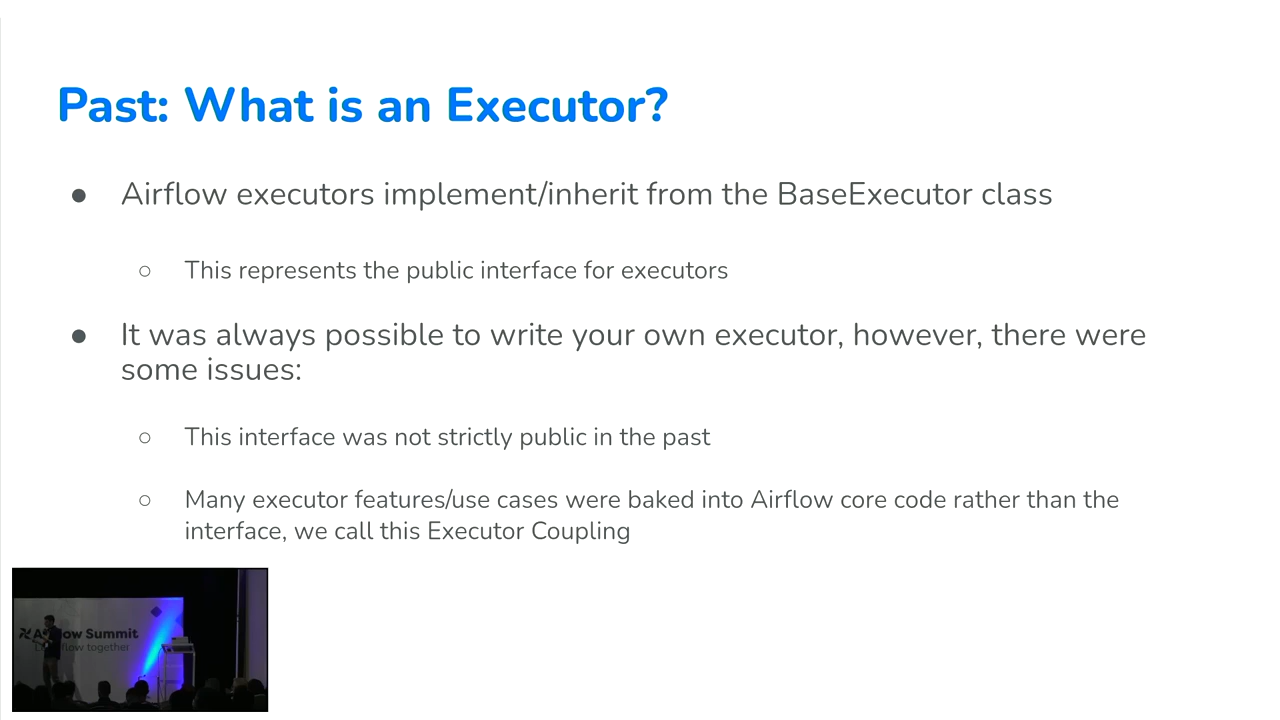 Past: What is an Executor?
● Airflow executors implement/inherit from the BaseExecutor class
○ This represents the public interface for executors
● It was always possible to write your own executor, however, there were
some issues:
○ This interface was not strictly public in the past
○ Many executor features/use cases were baked into Airflow core code rather than the
interface, we call this Executor Coupling
Airflow Summit
flow together